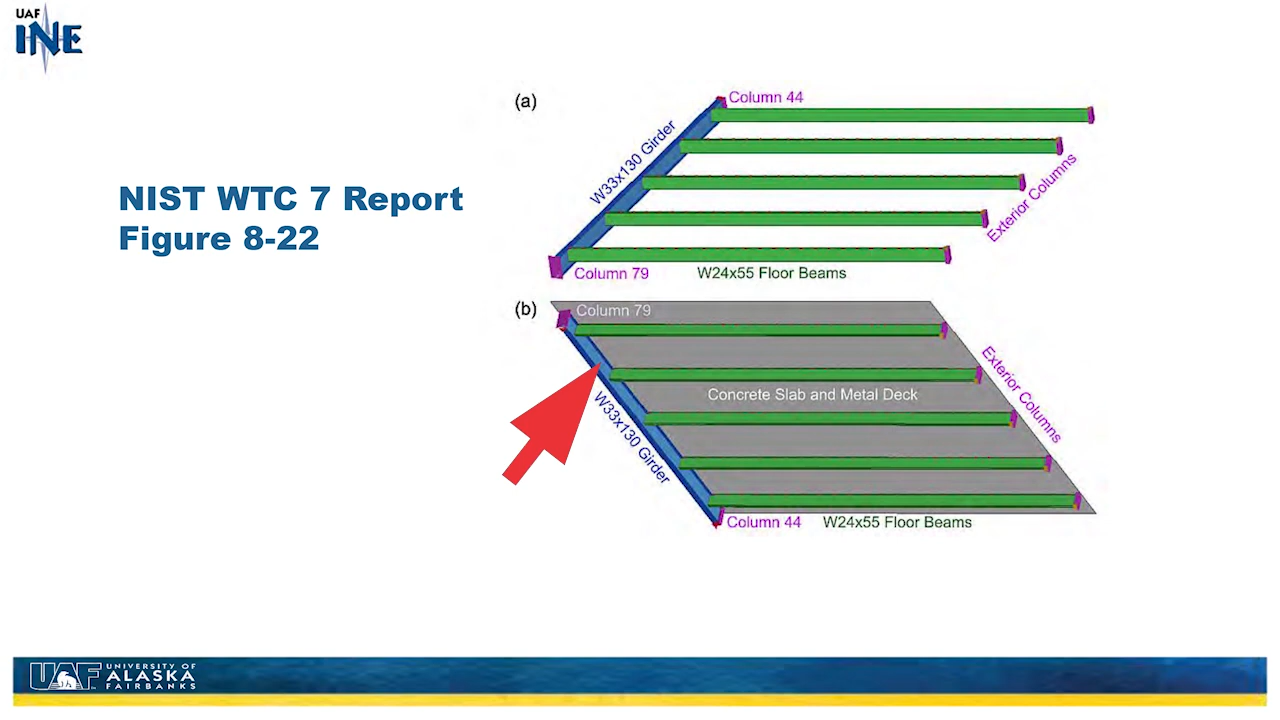 UAF
INE
NIST WTC 7 Report
Figure 8-22
(a)
Column 44
W33x130 Girder
Exterior Columns
Column 79
W24x55 Floor Beams
(b)
Column 79
Exterior Columns
Concrete Slab and Metal Deck
W33x130 Girder
Column 44
W24x55 Floor Beams
UAF
UNIVERSITY OF
ALASKA
FAIRBANKS